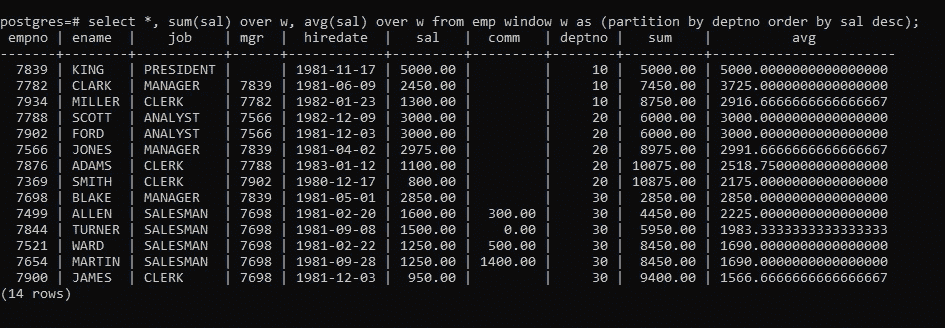 postgres=# select *, sum(sal) over w, avg(sal) over w from emp window w as (partition by deptno order by sal desc);
 empno | ename  |    job    | mgr  |  hiredate  |   sal   |  comm   | deptno |   sum    |          avg
-------+--------+-----------+------+------------+---------+---------+--------+----------+-----------------------
  7839 | KING   | PRESIDENT |      | 1981-11-17 | 5000.00 |         |     10 |  5000.00 | 5000.0000000000000000
  7782 | CLARK  | MANAGER   | 7839 | 1981-06-09 | 2450.00 |         |     10 |  7450.00 | 3725.0000000000000000
  7934 | MILLER | CLERK     | 7782 | 1982-01-23 | 1300.00 |         |     10 |  8750.00 | 2916.6666666666666667
  7788 | SCOTT  | ANALYST   | 7566 | 1982-12-09 | 3000.00 |         |     20 |  6000.00 | 3000.0000000000000000
  7902 | FORD   | ANALYST   | 7566 | 1981-12-03 | 3000.00 |         |     20 |  6000.00 | 3000.0000000000000000
  7566 | JONES  | MANAGER   | 7839 | 1981-04-02 | 2975.00 |         |     20 |  8975.00 | 2991.6666666666666667
  7876 | ADAMS  | CLERK     | 7788 | 1983-01-12 | 1100.00 |         |     20 | 10075.00 | 2518.7500000000000000
  7369 | SMITH  | CLERK     | 7902 | 1980-12-17 |  800.00 |         |     20 | 10875.00 | 2175.0000000000000000
  7698 | BLAKE  | MANAGER   | 7839 | 1981-05-01 | 2850.00 |         |     30 |  2850.00 | 2850.0000000000000000
  7499 | ALLEN  | SALESMAN  | 7698 | 1981-02-20 | 1600.00 |  300.00 |     30 |  4450.00 | 2225.0000000000000000
  7844 | TURNER | SALESMAN  | 7698 | 1981-09-08 | 1500.00 |    0.00 |     30 |  5950.00 | 1983.3333333333333333
  7521 | WARD   | SALESMAN  | 7698 | 1981-02-22 | 1250.00 |  500.00 |     30 |  8450.00 | 1690.0000000000000000
  7654 | MARTIN | SALESMAN  | 7698 | 1981-09-28 | 1250.00 | 1400.00 |     30 |  8450.00 | 1690.0000000000000000
  7900 | JAMES  | CLERK     | 7698 | 1981-12-03 |  950.00 |         |     30 |  9400.00 | 1566.6666666666666667
(14 rows)